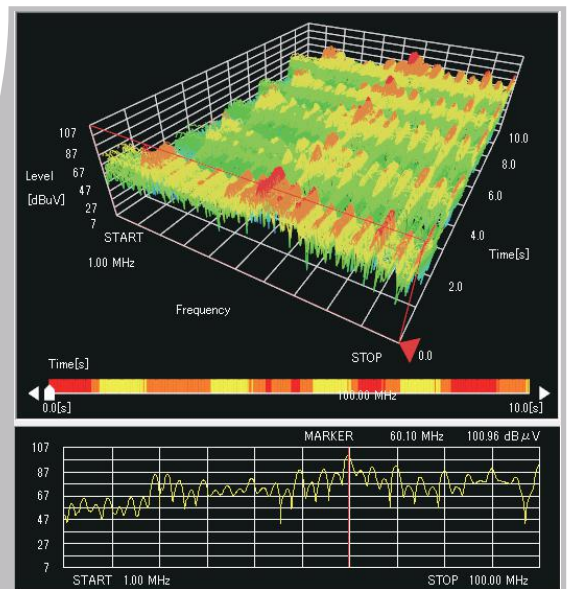 107
87
Level 67
[dBuV] 47
27
7
START
1.00 MHz
Frequency
STOP
0.0
2.0
4.0
Time[s]
6.0
8.0
10.0
Time[s]
100.00 MHz
0.0[s] 10.0[s]
MARKER 60.10 MHz 100.96 dBμV
107
87
67
47
27
7
START 1.00 MHz STOP 100.00 MHz